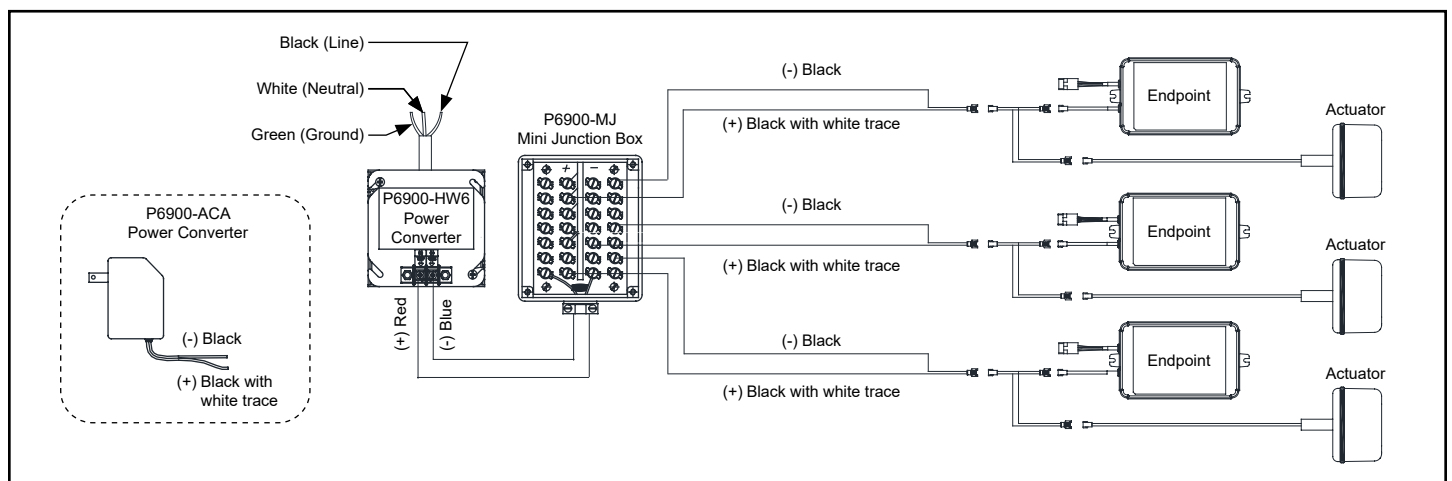 Black (Line)
White (Neutral)
Green (Ground)
P6900-HW6
Power
Converter
(+) Red
(-) Blue
P6900-ACA
Power Converter
(-) Black
(+) Black with
white trace
P6900-MJ
Mini Junction Box
+ −
(-) Black
(+) Black with white trace
Endpoint
Actuator
(-) Black
(+) Black with white trace
Endpoint
Actuator
(-) Black
(+) Black with white trace
Endpoint
Actuator